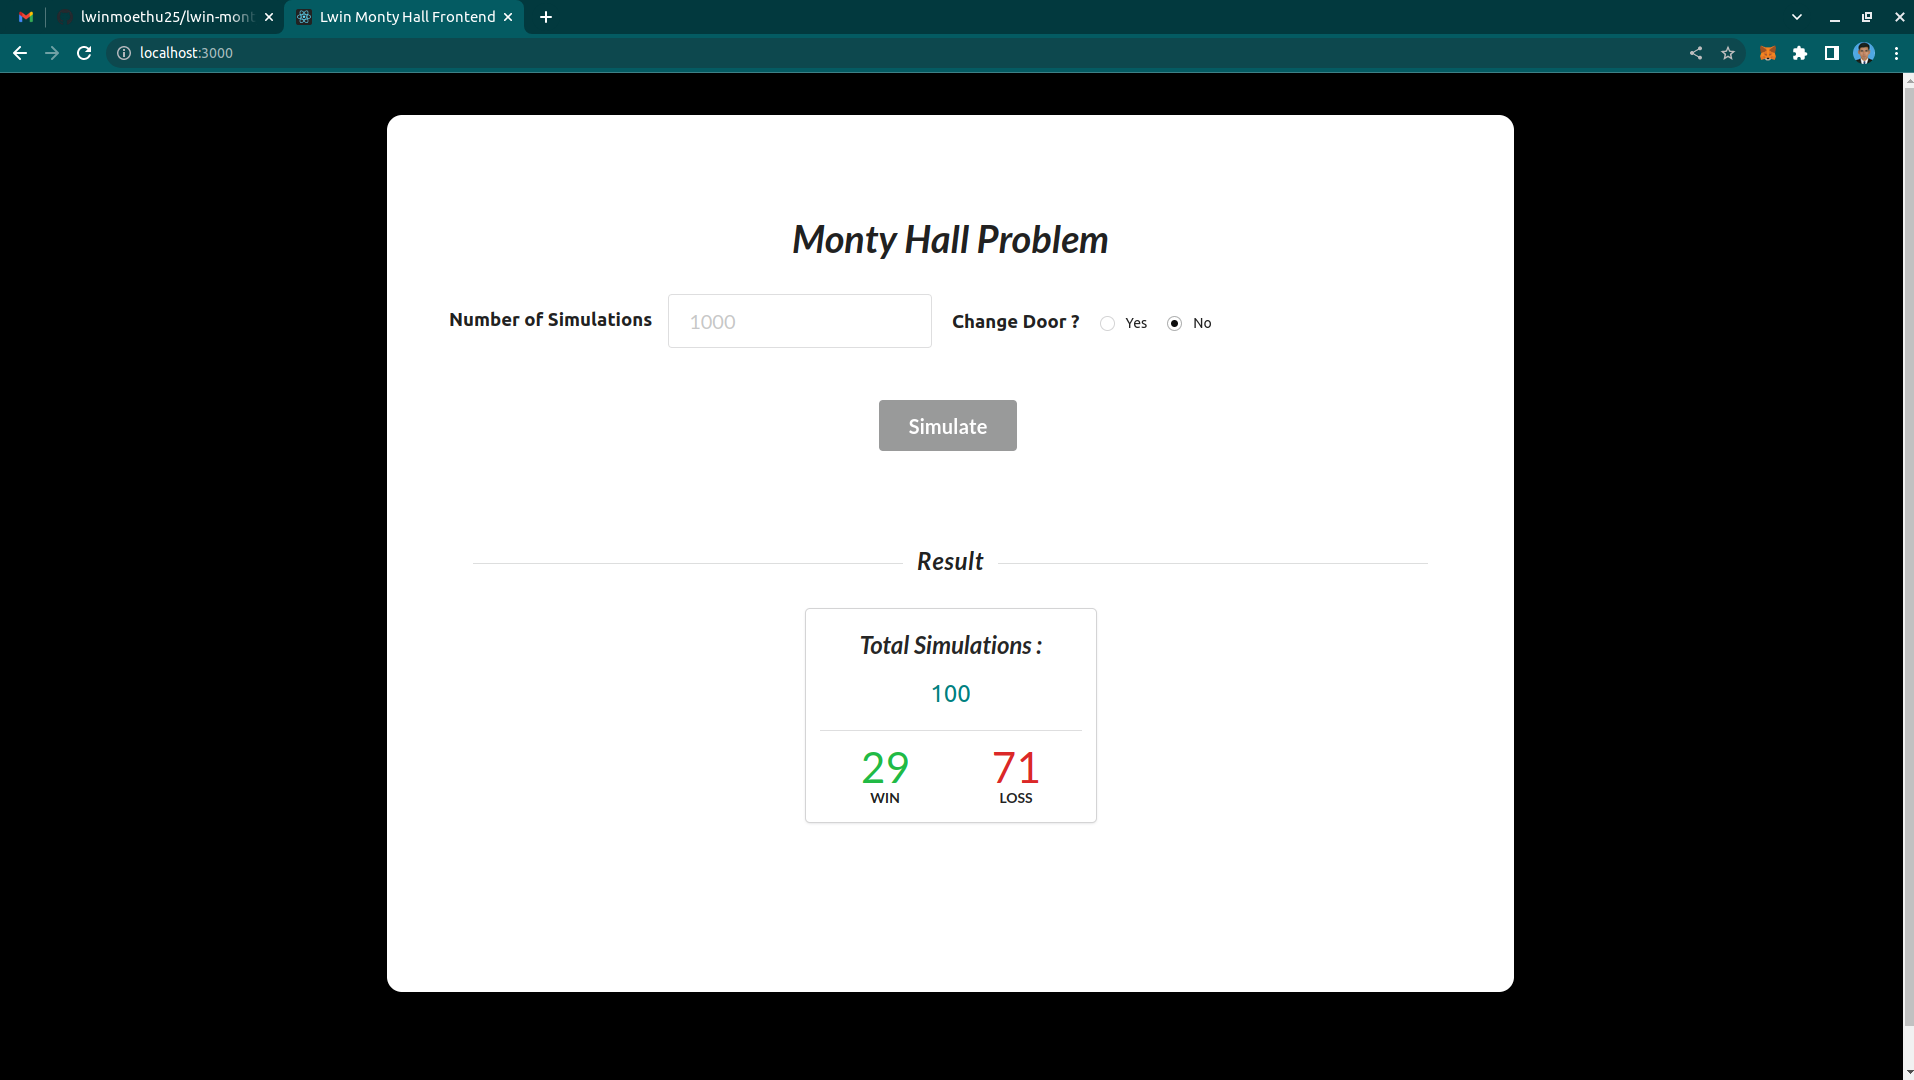 lwinmoethu25/lwin-mont
Lwin Monty Hall Frontend
localhost:3000
Monty Hall Problem
Number of Simulations 1000 Change Door ? Yes No
Simulate
Result
Total Simulations :
100
29 71
WIN LOSS